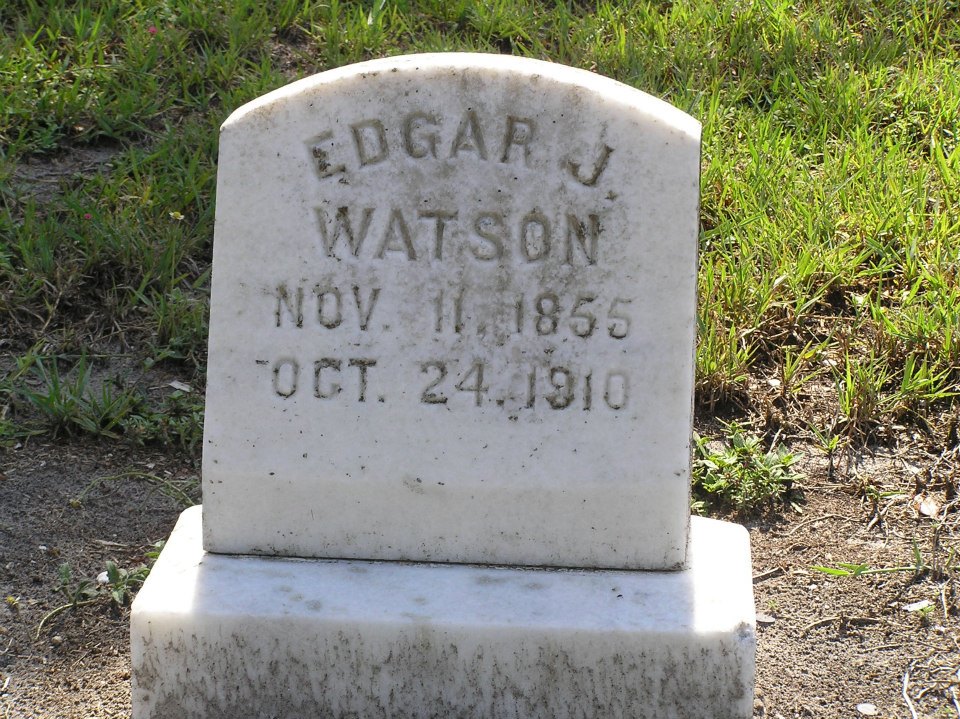 EDGAR J.
WATSON
NOV. 11, 1855
OCT. 24, 1910